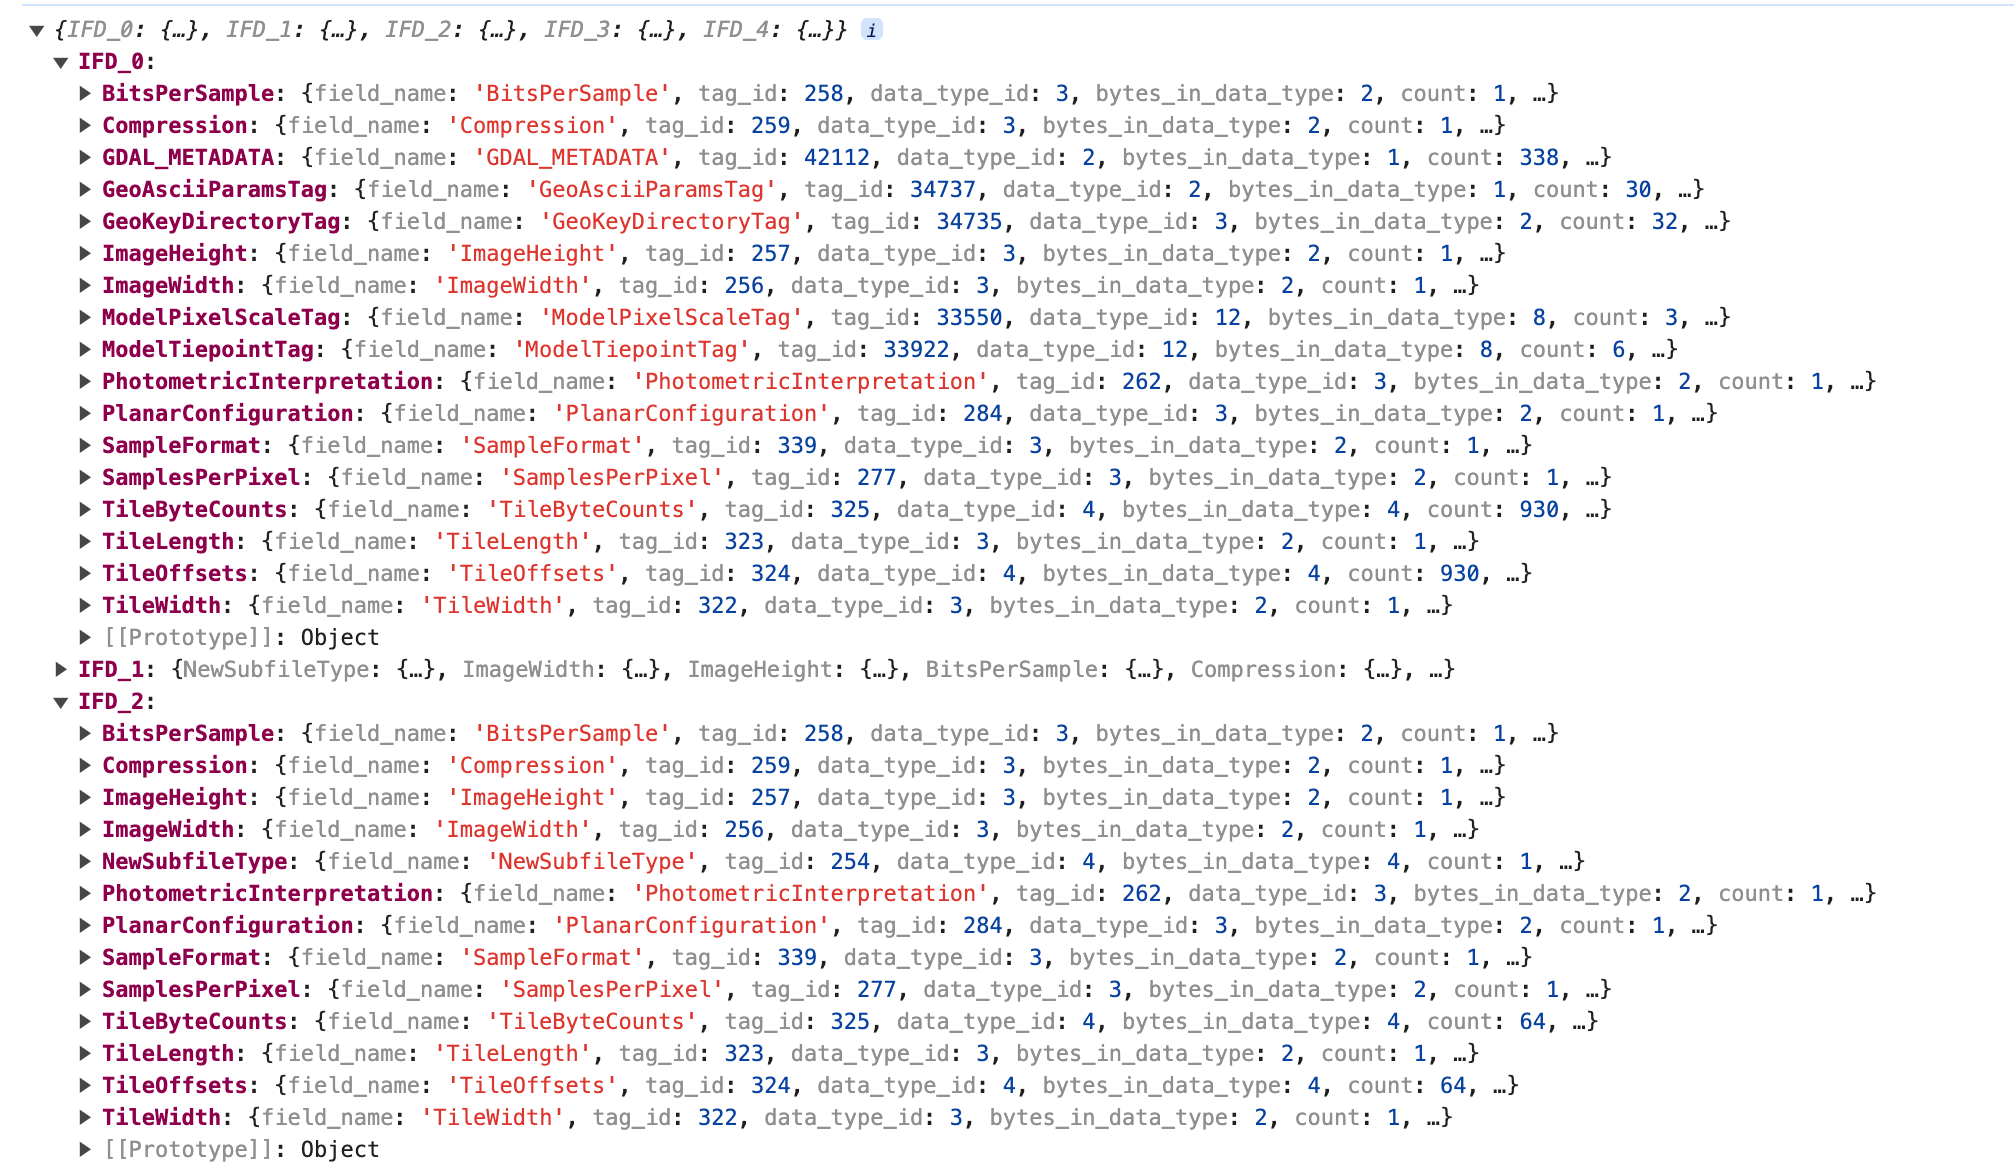 {IFD_0: {…}, IFD_1: {…}, IFD_2: {…}, IFD_3: {…}, IFD_4: {…}} i
IFD_0:
BitsPerSample: {field_name: 'BitsPerSample', tag_id: 258, data_type_id: 3, bytes_in_data_type: 2, count: 1, …}
Compression: {field_name: 'Compression', tag_id: 259, data_type_id: 3, bytes_in_data_type: 2, count: 1, …}
GDAL_METADATA: {field_name: 'GDAL_METADATA', tag_id: 42112, data_type_id: 2, bytes_in_data_type: 1, count: 338, …}
GeoAsciiParamsTag: {field_name: 'GeoAsciiParamsTag', tag_id: 34737, data_type_id: 2, bytes_in_data_type: 1, count: 30, …}
GeoKeyDirectoryTag: {field_name: 'GeoKeyDirectoryTag', tag_id: 34735, data_type_id: 3, bytes_in_data_type: 2, count: 32, …}
ImageHeight: {field_name: 'ImageHeight', tag_id: 257, data_type_id: 3, bytes_in_data_type: 2, count: 1, …}
ImageWidth: {field_name: 'ImageWidth', tag_id: 256, data_type_id: 3, bytes_in_data_type: 2, count: 1, …}
ModelPixelScaleTag: {field_name: 'ModelPixelScaleTag', tag_id: 33550, data_type_id: 12, bytes_in_data_type: 8, count: 3, …}
ModelTiepointTag: {field_name: 'ModelTiepointTag', tag_id: 33922, data_type_id: 12, bytes_in_data_type: 8, count: 6, …}
PhotometricInterpretation: {field_name: 'PhotometricInterpretation', tag_id: 262, data_type_id: 3, bytes_in_data_type: 2, count: 1, …}
PlanarConfiguration: {field_name: 'PlanarConfiguration', tag_id: 284, data_type_id: 3, bytes_in_data_type: 2, count: 1, …}
SampleFormat: {field_name: 'SampleFormat', tag_id: 339, data_type_id: 3, bytes_in_data_type: 2, count: 1, …}
SamplesPerPixel: {field_name: 'SamplesPerPixel', tag_id: 277, data_type_id: 3, bytes_in_data_type: 2, count: 1, …}
TileByteCounts: {field_name: 'TileByteCounts', tag_id: 325, data_type_id: 4, bytes_in_data_type: 4, count: 930, …}
TileLength: {field_name: 'TileLength', tag_id: 323, data_type_id: 3, bytes_in_data_type: 2, count: 1, …}
TileOffsets: {field_name: 'TileOffsets', tag_id: 324, data_type_id: 4, bytes_in_data_type: 4, count: 930, …}
TileWidth: {field_name: 'TileWidth', tag_id: 322, data_type_id: 3, bytes_in_data_type: 2, count: 1, …}
[[Prototype]]: Object
IFD_1: {NewSubfileType: {…}, ImageWidth: {…}, ImageHeight: {…}, BitsPerSample: {…}, Compression: {…}, …}
IFD_2:
BitsPerSample: {field_name: 'BitsPerSample', tag_id: 258, data_type_id: 3, bytes_in_data_type: 2, count: 1, …}
Compression: {field_name: 'Compression', tag_id: 259, data_type_id: 3, bytes_in_data_type: 2, count: 1, …}
ImageHeight: {field_name: 'ImageHeight', tag_id: 257, data_type_id: 3, bytes_in_data_type: 2, count: 1, …}
ImageWidth: {field_name: 'ImageWidth', tag_id: 256, data_type_id: 3, bytes_in_data_type: 2, count: 1, …}
NewSubfileType: {field_name: 'NewSubfileType', tag_id: 254, data_type_id: 4, bytes_in_data_type: 4, count: 1, …}
PhotometricInterpretation: {field_name: 'PhotometricInterpretation', tag_id: 262, data_type_id: 3, bytes_in_data_type: 2, count: 1, …}
PlanarConfiguration: {field_name: 'PlanarConfiguration', tag_id: 284, data_type_id: 3, bytes_in_data_type: 2, count: 1, …}
SampleFormat: {field_name: 'SampleFormat', tag_id: 339, data_type_id: 3, bytes_in_data_type: 2, count: 1, …}
SamplesPerPixel: {field_name: 'SamplesPerPixel', tag_id: 277, data_type_id: 3, bytes_in_data_type: 2, count: 1, …}
TileByteCounts: {field_name: 'TileByteCounts', tag_id: 325, data_type_id: 4, bytes_in_data_type: 4, count: 64, …}
TileLength: {field_name: 'TileLength', tag_id: 323, data_type_id: 3, bytes_in_data_type: 2, count: 1, …}
TileOffsets: {field_name: 'TileOffsets', tag_id: 324, data_type_id: 4, bytes_in_data_type: 4, count: 64, …}
TileWidth: {field_name: 'TileWidth', tag_id: 322, data_type_id: 3, bytes_in_data_type: 2, count: 1, …}
[[Prototype]]: Object